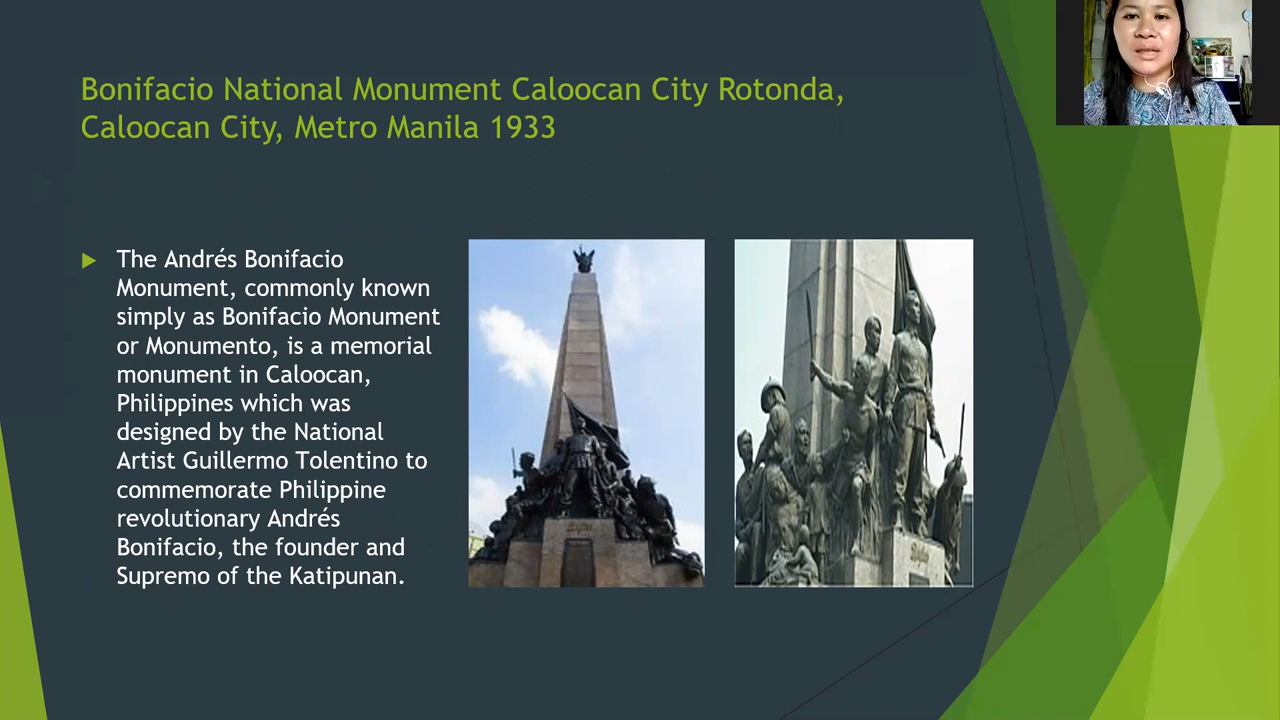 Bonifacio National Monument Caloocan City Rotonda,
Caloocan City, Metro Manila 1933
The Andrés Bonifacio
Monument, commonly known
simply as Bonifacio Monument
or Monumento, is a memorial
monument in Caloocan,
Philippines which was
designed by the National
Artist Guillermo Tolentino to
commemorate Philippine
revolutionary Andrés
Bonifacio, the founder and
Supremo of the Katipunan.